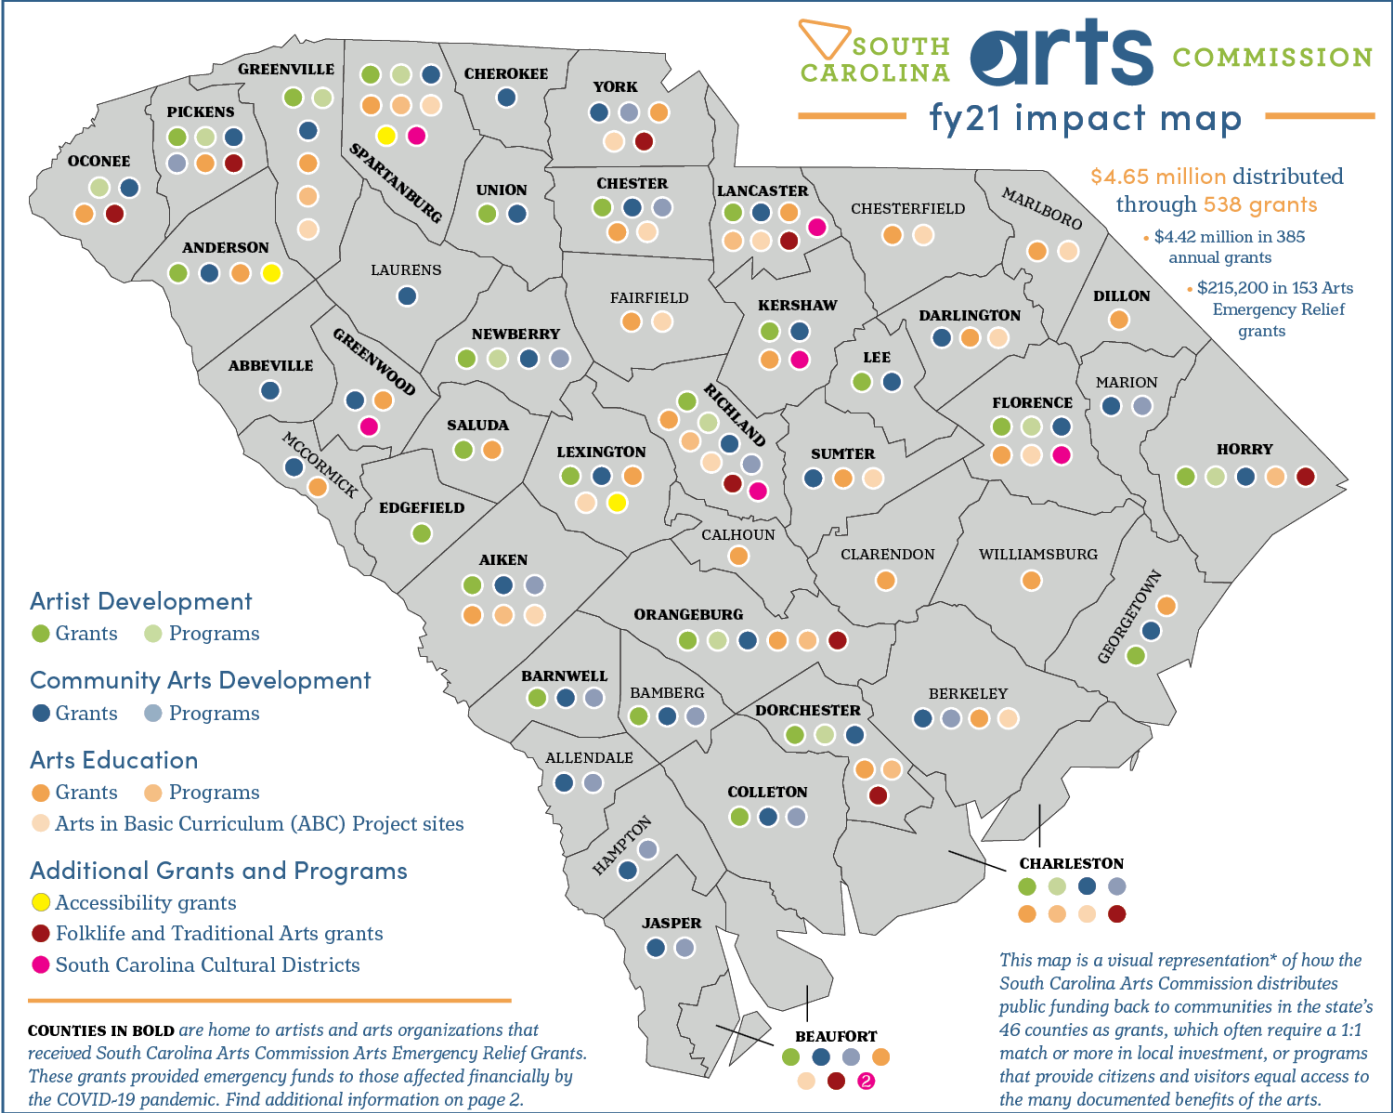 SOUTH
CAROLINA
arts
COMMISSION
fy21 impact map
$4.65 million distributed
through 538 grants
• $4.42 million in 385
annual grants
• $215,200 in 153 Arts
Emergency Relief
grants
GREENVILLE
CHEROKEE
YORK
PICKENS
OCONEE
SPARTANBURG
UNION
CHESTER
LANCASTER
CHESTERFIELD
MARLBORO
ANDERSON
LAURENS
FAIRFIELD
KERSHAW
DARLINGTON
DILLON
NEWBERRY
GREENWOOD
ABBEVILLE
LEE
MARION
RICHLAND
FLORENCE
SALUDA
LEXINGTON
SUMTER
HORRY
MCCORMICK
EDGEFIELD
CALHOUN
CLARENDON
WILLIAMSBURG
AIKEN
ORANGEBURG
GEORGETOWN
BARNWELL
BAMBERG
BERKELEY
DORCHESTER
ALLENDALE
COLLETON
HAMPTON
CHARLESTON
JASPER
BEAUFORT
2
Artist Development
Grants Programs
Community Arts Development
Grants Programs
Arts Education
Grants Programs
Arts in Basic Curriculum (ABC) Project sites
Additional Grants and Programs
Accessibility grants
Folklife and Traditional Arts grants
South Carolina Cultural Districts
COUNTIES IN BOLD are home to artists and arts organizations that
received South Carolina Arts Commission Arts Emergency Relief Grants.
These grants provided emergency funds to those affected financially by
the COVID-19 pandemic. Find additional information on page 2.
This map is a visual representation* of how the
South Carolina Arts Commission distributes
public funding back to communities in the state's
46 counties as grants, which often require a 1:1
match or more in local investment, or programs
that provide citizens and visitors equal access to
the many documented benefits of the arts.